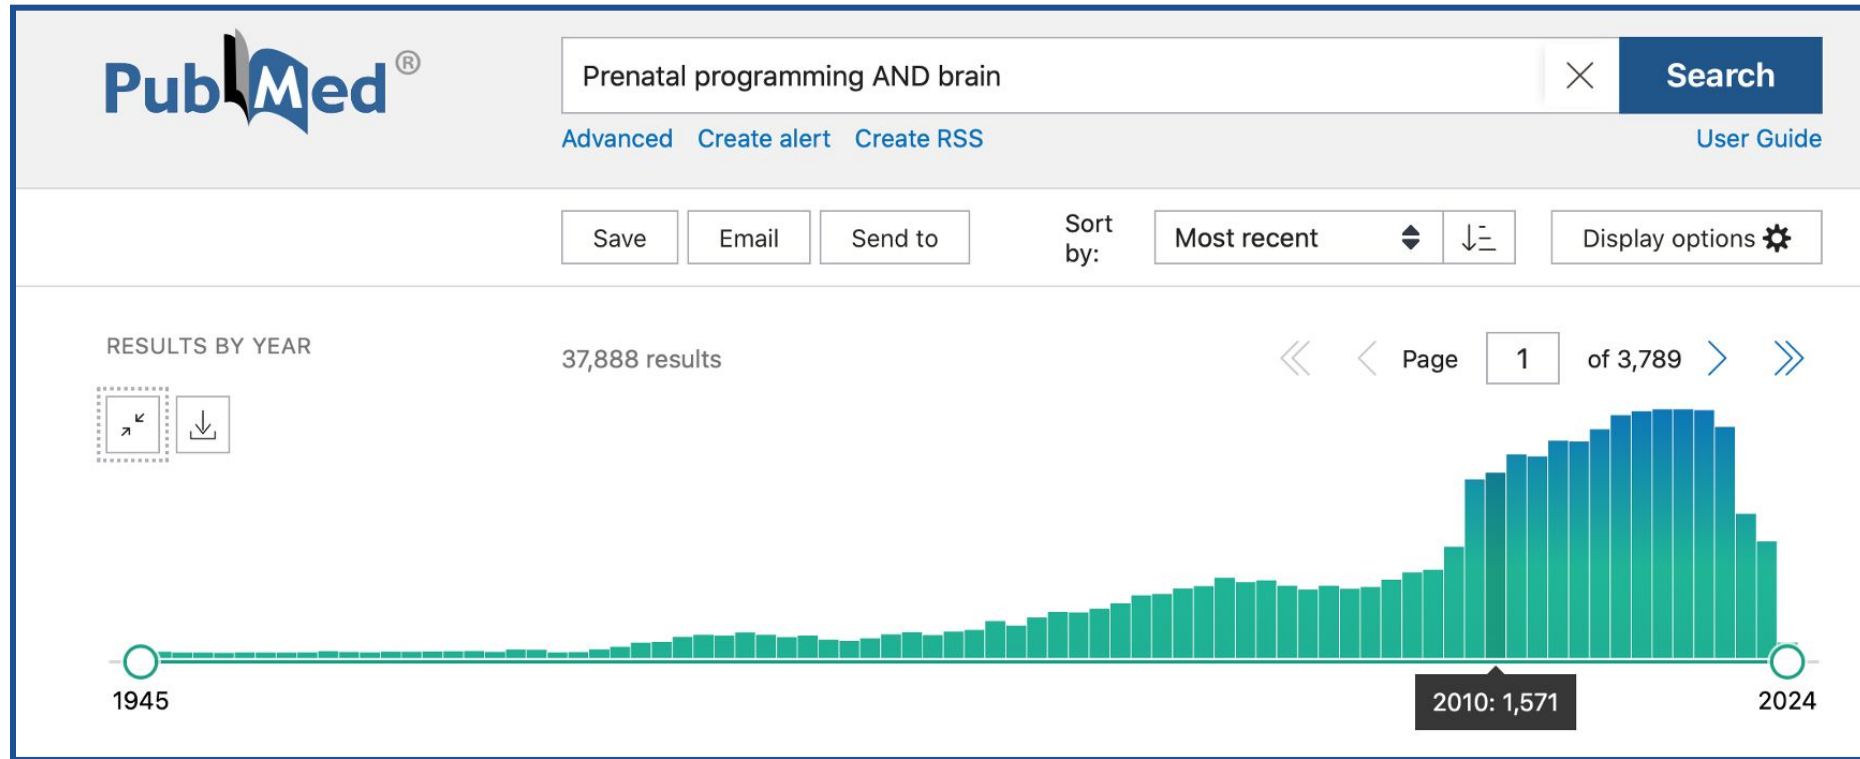 PubMed®
Prenatal programming AND brain
Search
Advanced Create alert Create RSS
User Guide
Save Email Send to
Sort by:
Most recent
Display options
RESULTS BY YEAR
37,888 results
Page 1 of 3,789
2010: 1,571
1945
2024